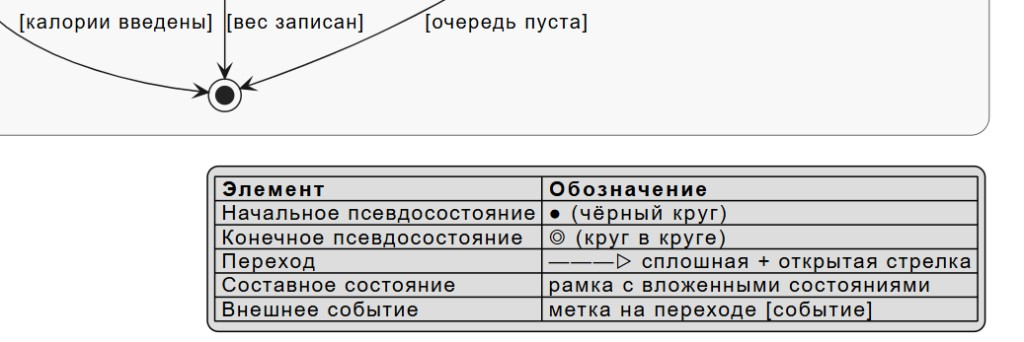 [калории введены] [вес записан] [очередь пуста]
Элемент Обозначение
Начальное псевдосостояние ● (чёрный круг)
Конечное псевдосостояние ◎ (круг в круге)
Переход ———▷ сплошная + открытая стрелка
Составное состояние рамка с вложенными состояниями
Внешнее событие метка на переходе [событие]